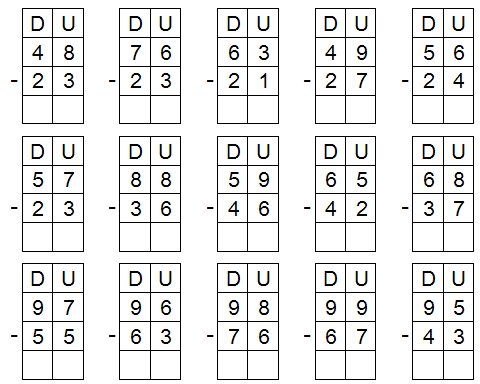 D U D U D U D U D U
4 8 7 6 6 3 4 9 5 6
- 2 3 - 2 3 - 2 1 - 2 7 - 2 4
D U D U D U D U D U
5 7 8 8 5 9 6 5 6 8
- 2 3 - 3 6 - 4 6 - 4 2 - 3 7
D U D U D U D U D U
9 7 9 6 9 8 9 9 9 5
- 5 5 - 6 3 - 7 6 - 6 7 - 4 3